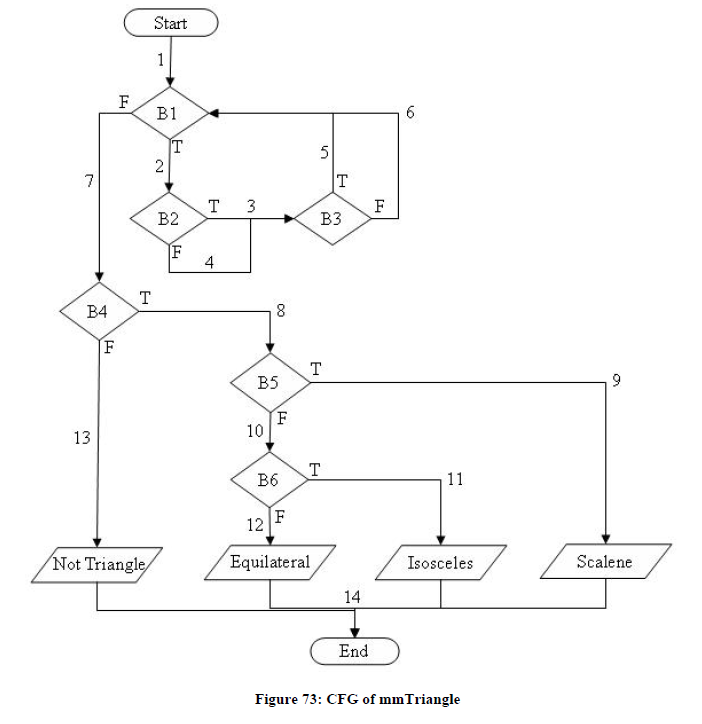 Start
1
F
B1
6
T
5
2
7
T
B2
T
3
B3
F
F
4
T
B4
8
F
T
B5
9
F
13
10
T
B6
11
12
F
Not Triangle
Equilateral
Isosceles
Scalene
14
End
Figure 73: CFG of mmTriangle